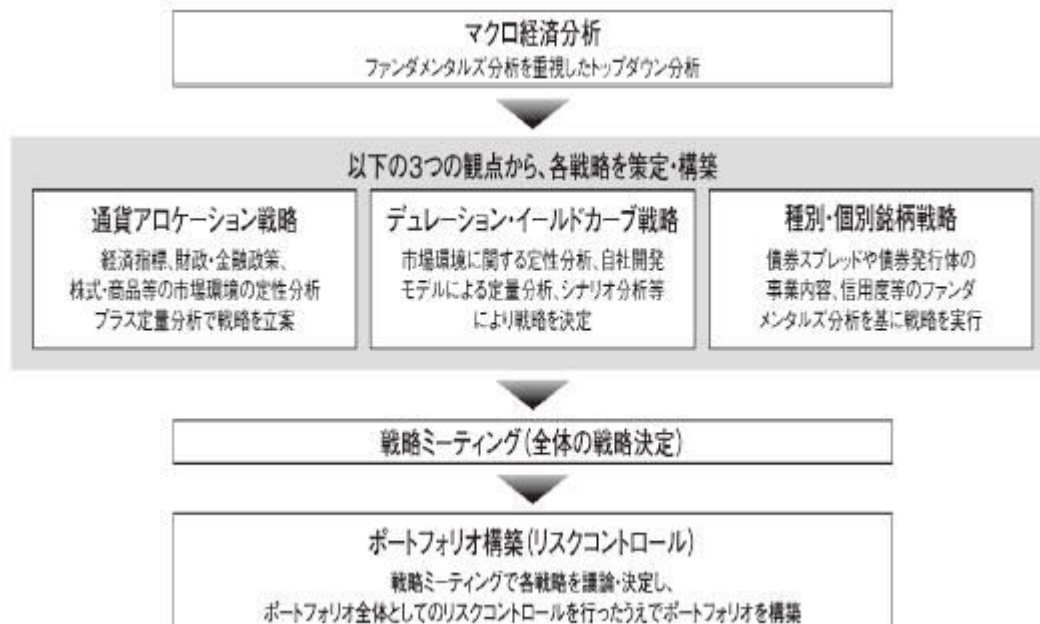 マクロ経済分析
ファンダメンタルズ分析を重視したトップダウン分析
以下の3つの観点から、各戦略を策定・構築
通貨アロケーション戦略
経済指標、財政・金融政策、
株式・商品等の市場環境の定性分析
プラス定量分析で戦略を立案
デュレーション・イールドカーブ戦略
市場環境に関する定性分析、自社開発
モデルによる定量分析、シナリオ分析等
により戦略を決定
種別・個別銘柄戦略
債券スプレッドや債券発行体の
事業内容、信用度等のファンダ
メンタルズ分析を基に戦略を実行
戦略ミーティング(全体の戦略決定)
ポートフォリオ構築(リスクコントロール)
戦略ミーティングで各戦略を議論・決定し、
ポートフォリオ全体としてのリスクコントロールを行ったうえでポートフォリオを構築